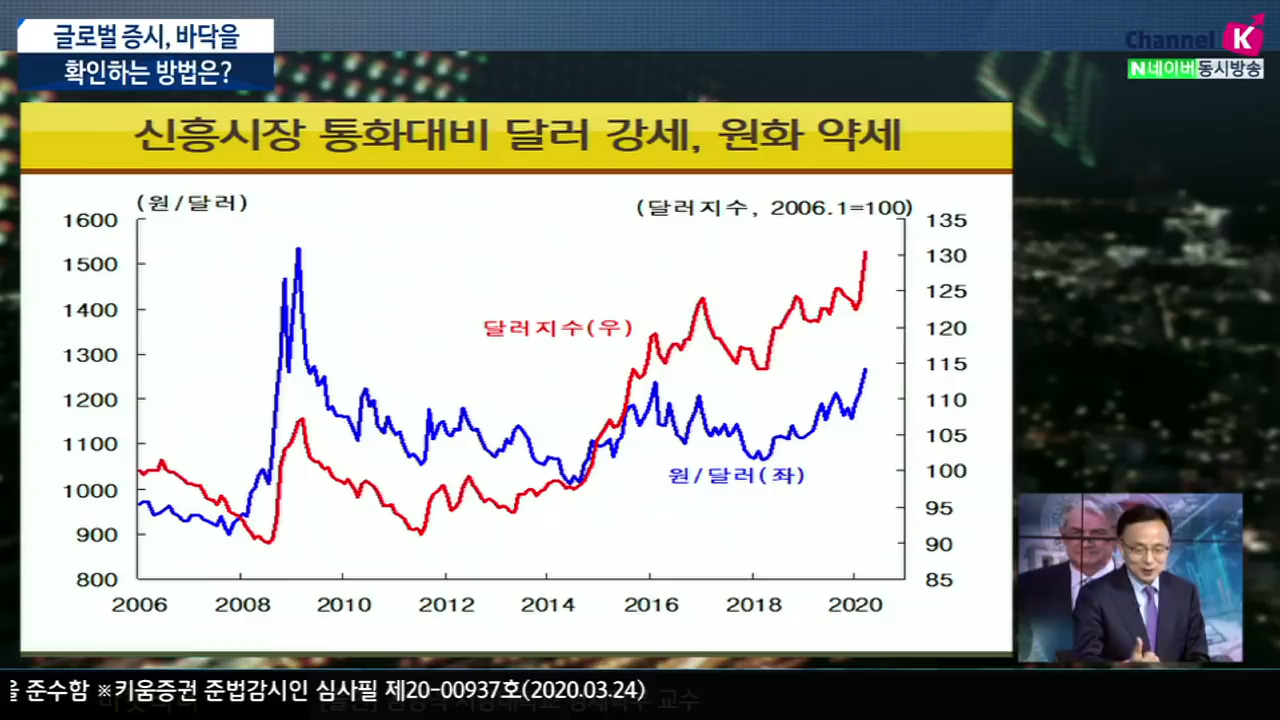 글로벌 증시, 바닥을
확인하는 방법은?
Channel K
N네이버 동시방송
신흥시장 통화대비 달러 강세, 원화 약세
(원/달러)
(달러지수, 2006.1=100)
1600
1500
1400
1300
1200
1100
1000
900
800
135
130
125
120
115
110
105
100
95
90
85
달러지수(우)
원/달러(좌)
2006 2008 2010 2012 2014 2016 2018 2020
을 준수함 ※키움증권 준법감시인 심사필 제20-00937호(2020.03.24)
교수